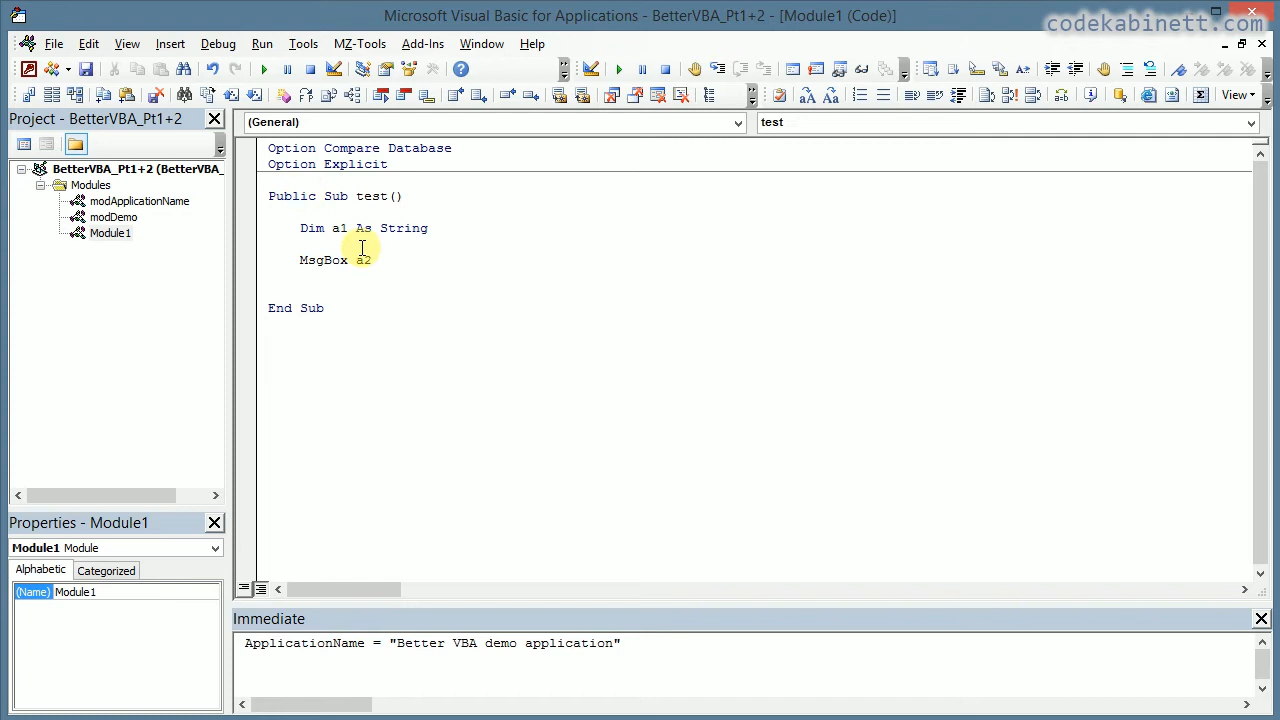 Microsoft Visual Basic for Applications - BetterVBA_Pt1+2 - [Module1 (Code)]
codekabinett.com
File Edit View Insert Debug Run Tools MZ-Tools Add-Ins Window Help
View
Project - BetterVBA_Pt1+2
(General)
test
BetterVBA_Pt1+2 (BetterVBA_
Modules
modApplicationName
modDemo
Module1
Option Compare Database
Option Explicit
Public Sub test()
Dim a1 As String
MsgBox a2
End Sub
Properties - Module1
Module1 Module
Alphabetic Categorized
(Name) Module1
Immediate
ApplicationName = "Better VBA demo application"